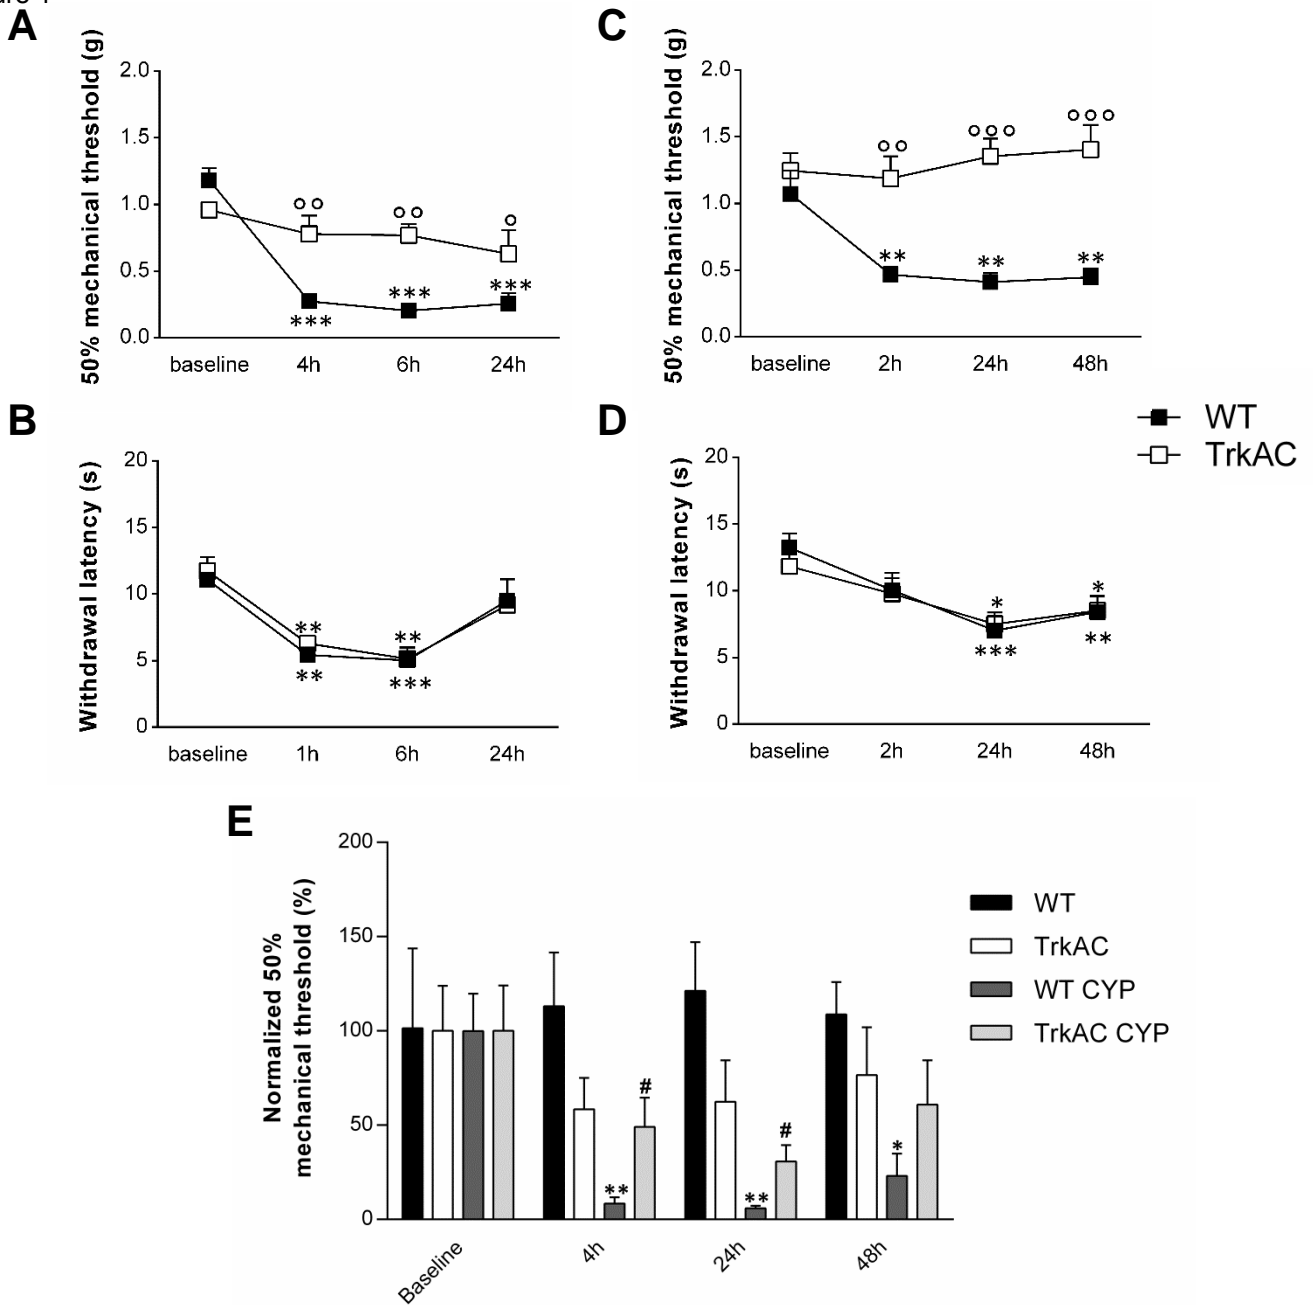 A
50% mechanical threshold (g)
2.0
1.5
1.0
0.5
0.0
°°
°°
°
***
***
***
baseline 4h 6h 24h
C
50% mechanical threshold (g)
2.0
1.5
1.0
0.5
0.0
°°
°°°
°°°
**
**
**
baseline 2h 24h 48h
WT
TrkAC
B
Withdrawal latency (s)
20
15
10
5
0
**
**
**
***
baseline 1h 6h 24h
D
Withdrawal latency (s)
20
15
10
5
0
*
*
***
**
baseline 2h 24h 48h
E
Normalized 50%
mechanical threshold (%)
200
150
100
50
0
**
#
**
#
*
Baseline 4h 24h 48h
WT
TrkAC
WT CYP
TrkAC CYP